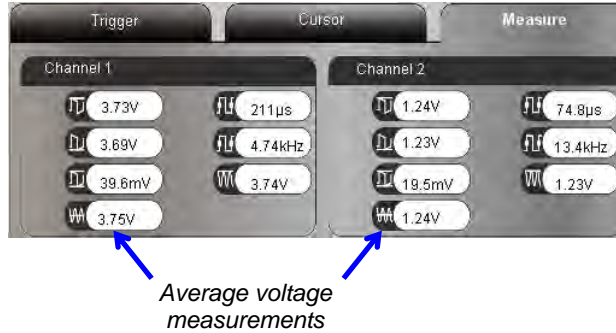 Trigger Cursor Measure
Channel 1 Channel 2
3.73V 211µs 1.24V 74.8µs
3.69V 4.74kHz 1.23V 13.4kHz
39.6mV 3.74V 19.5mV 1.23V
3.75V 1.24V
Average voltage
measurements